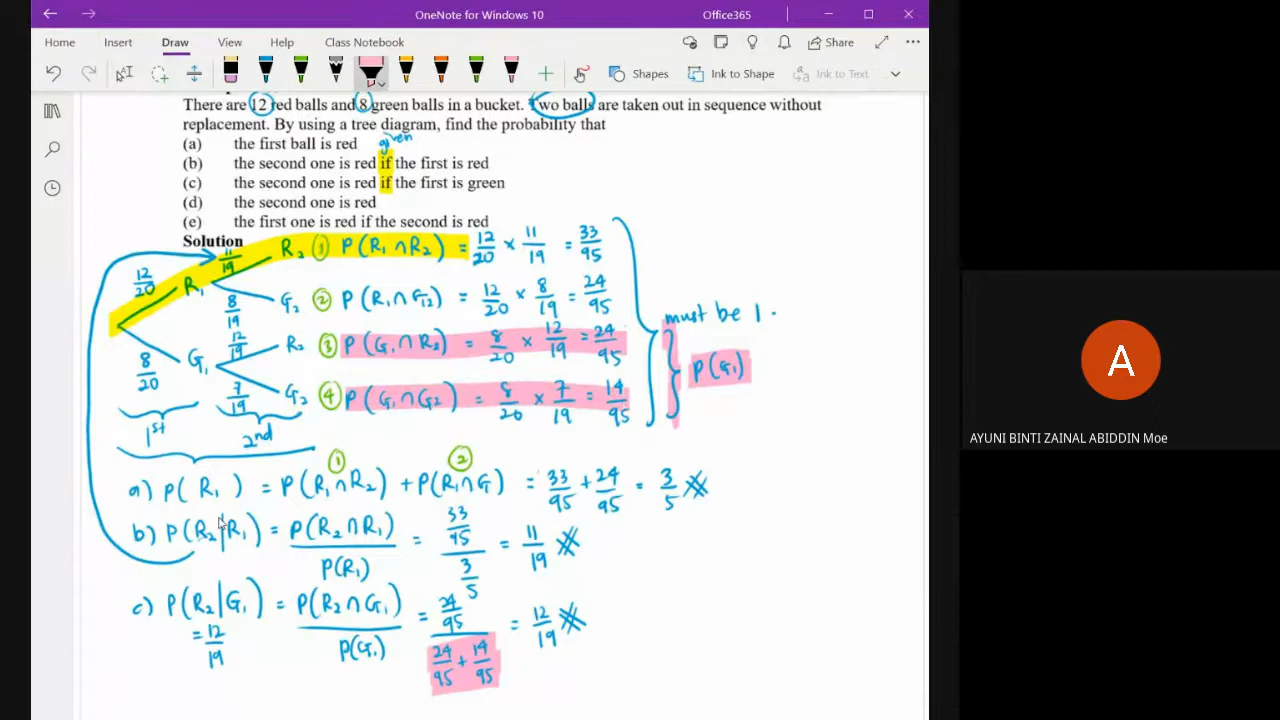 OneNote for Windows 10
Office365
Home Insert Draw View Help Class Notebook
Share
Shapes Ink to Shape Ink to Text
There are 12 red balls and 8 green balls in a bucket. Two balls are taken out in sequence without
replacement. By using a tree diagram, find the probability that
given
(a) the first ball is red
(b) the second one is red if the first is red
(c) the second one is red if the first is green
(d) the second one is red
(e) the first one is red if the second is red
Solution
12/20 R₁ 11/19 R₂ ① P(R₁ ∩ R₂) = 12/20 × 11/19 = 33/95
8/19 G₂ ② P(R₁ ∩ G₂) = 12/20 × 8/19 = 24/95
must be 1.
8/20 G₁ 12/19 R₂ ③ P(G₁ ∩ R₂) = 8/20 × 12/19 = 24/95
P(G₁)
7/19 G₂ ④ P(G₁ ∩ G₂) = 8/20 × 7/19 = 14/95
1st 2nd
① ②
a) P(R₁) = P(R₁ ∩ R₂) + P(R₁ ∩ G) = 33/95 + 24/95 = 3/5
b) P(R₂|R₁) = P(R₂ ∩ R₁)/P(R₁) = 33/95 / 3/5 = 11/19
c) P(R₂|G₁) = P(R₂ ∩ G₁)/P(G₁) = 24/95 / 24/95 + 14/95 = 12/19
= 12/19
A
AYUNI BINTI ZAINAL ABIDDIN Moe